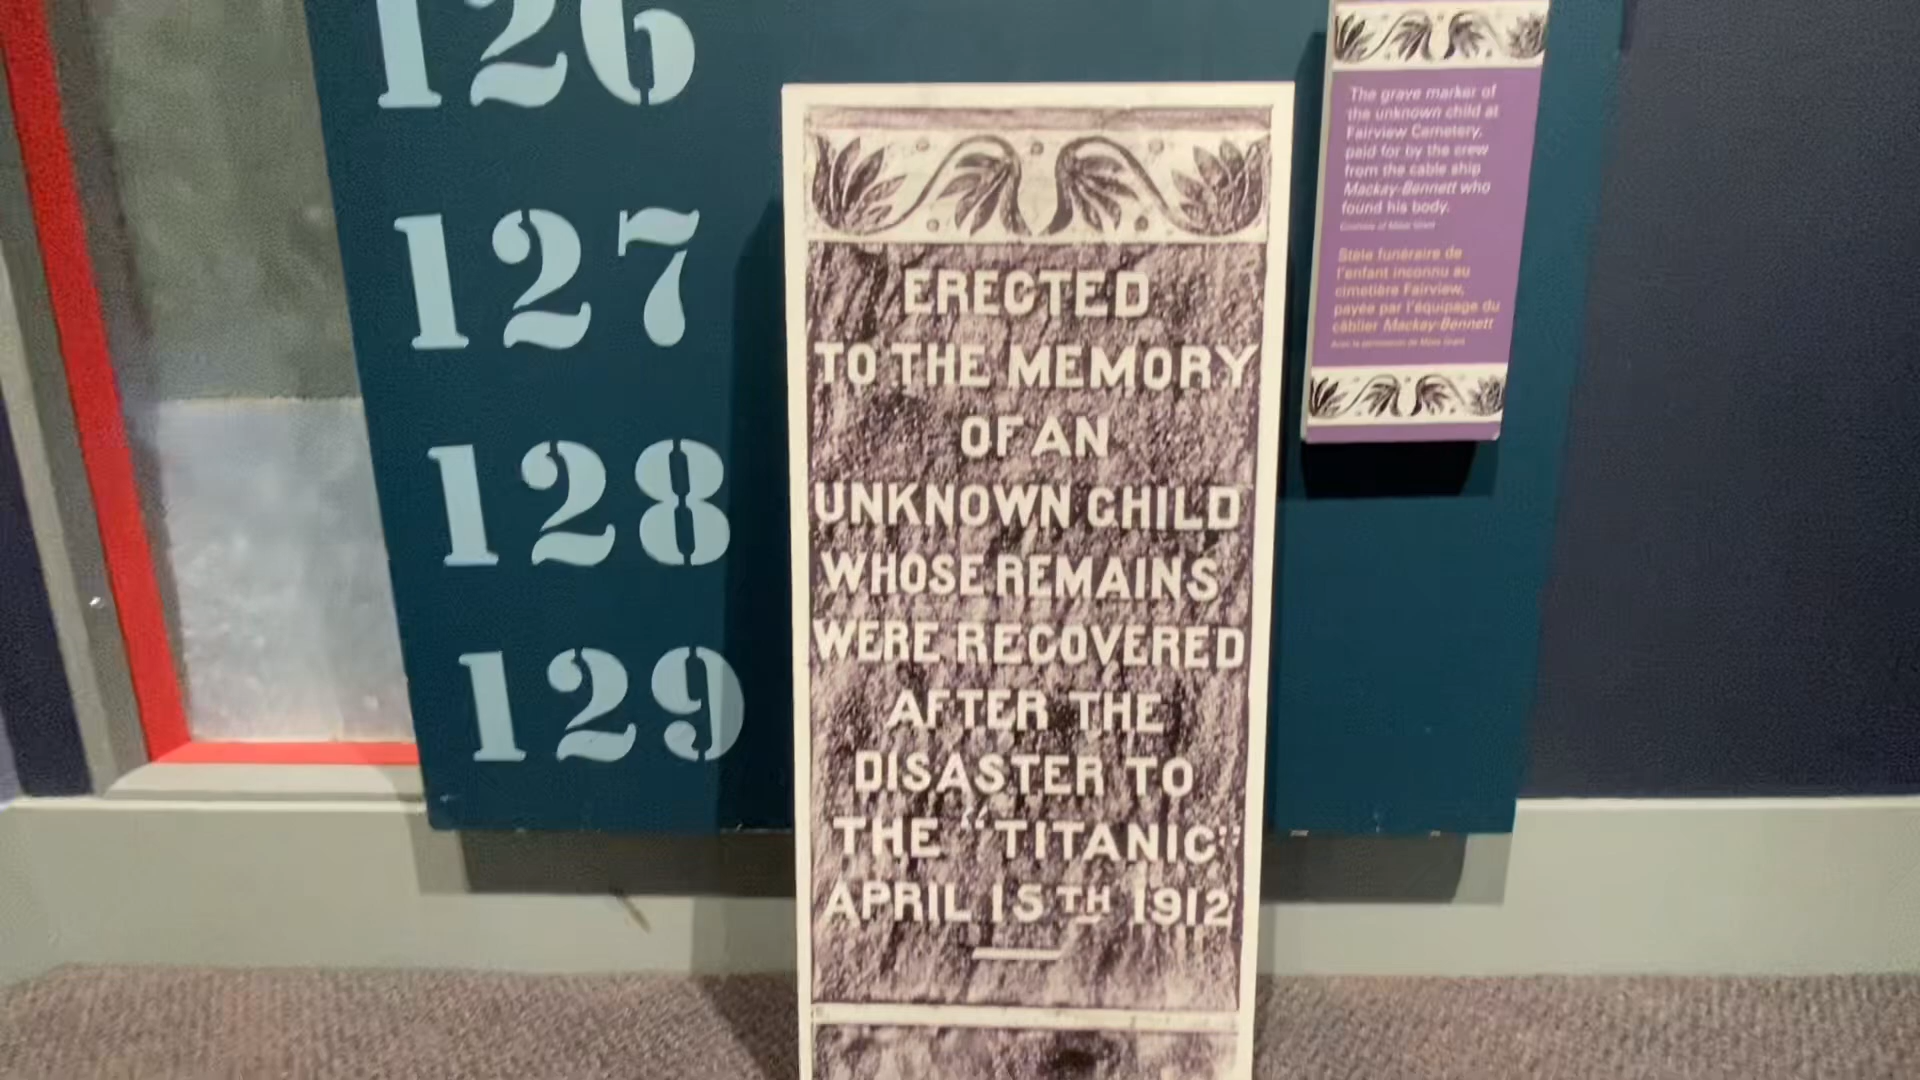 126
127
128
129
ERECTED
TO THE MEMORY
OF AN
UNKNOWN CHILD
WHOSE REMAINS
WERE RECOVERED
AFTER THE
DISASTER TO
THE "TITANIC"
APRIL 15TH 1912
The grave marker of
the unknown child at
Fairview Cemetery,
paid for by the crew
from the cable ship
Mackay-Bennett who
found his body.
Stèle funéraire de
l'enfant inconnu au
cimetière Fairview,
payée par l'équipage du
câblier Mackay-Bennett